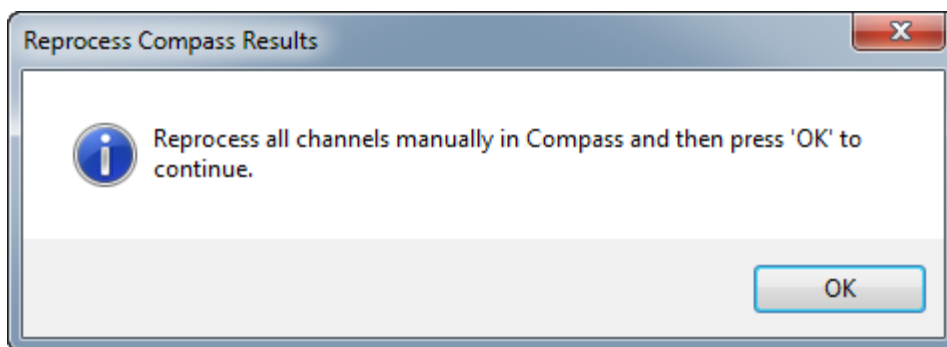 Reprocess Compass Results
Reprocess all channels manually in Compass and then press 'OK' to
continue.
OK